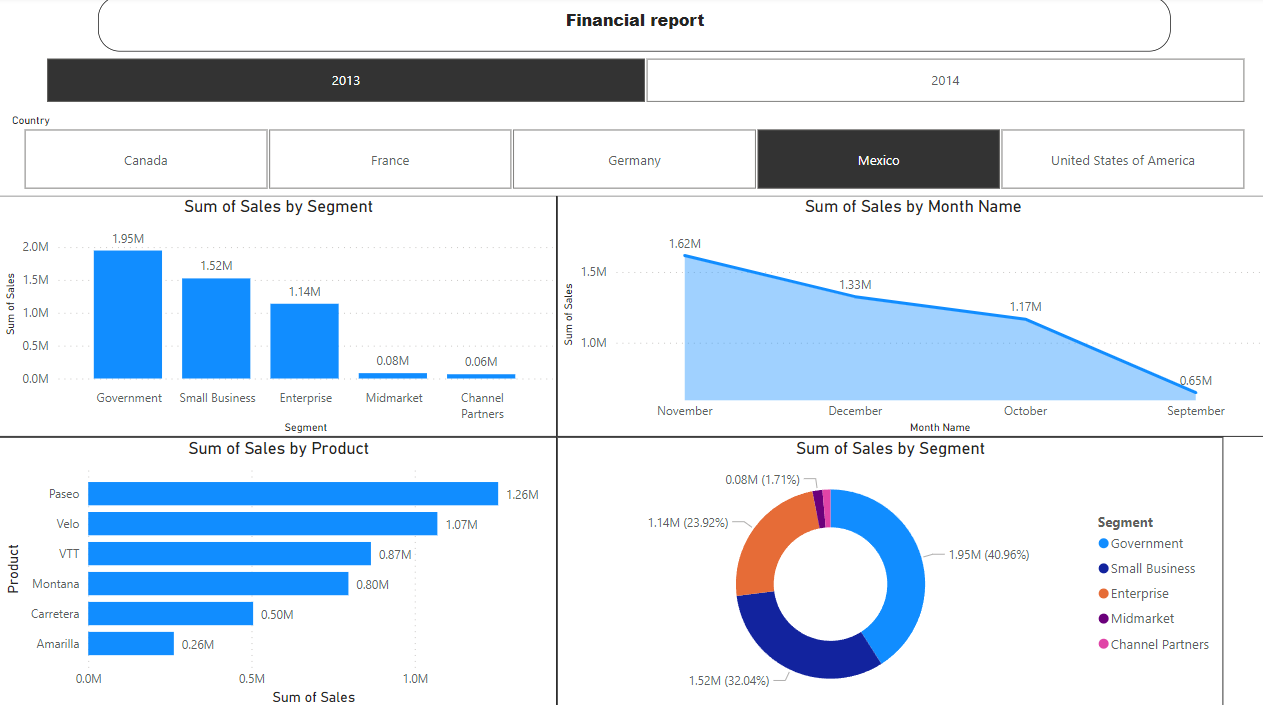 Financial report
2013 2014
Country
Canada France Germany Mexico United States of America
Sum of Sales by Segment
Sum of Sales
2.0M
1.5M
1.0M
0.5M
0.0M
1.95M
1.52M
1.14M
0.08M
0.06M
Government Small Business Enterprise Midmarket Channel
Partners
Segment
Sum of Sales by Month Name
Sum of Sales
1.5M
1.0M
1.62M
1.33M
1.17M
0.65M
November December October September
Month Name
Sum of Sales by Product
Product
Paseo 1.26M
Velo 1.07M
VTT 0.87M
Montana 0.80M
Carretera 0.50M
Amarilla 0.26M
0.0M 0.5M 1.0M
Sum of Sales
Sum of Sales by Segment
0.08M (1.71%)
1.14M (23.92%)
1.95M (40.96%)
1.52M (32.04%)
Segment
Government
Small Business
Enterprise
Midmarket
Channel Partners